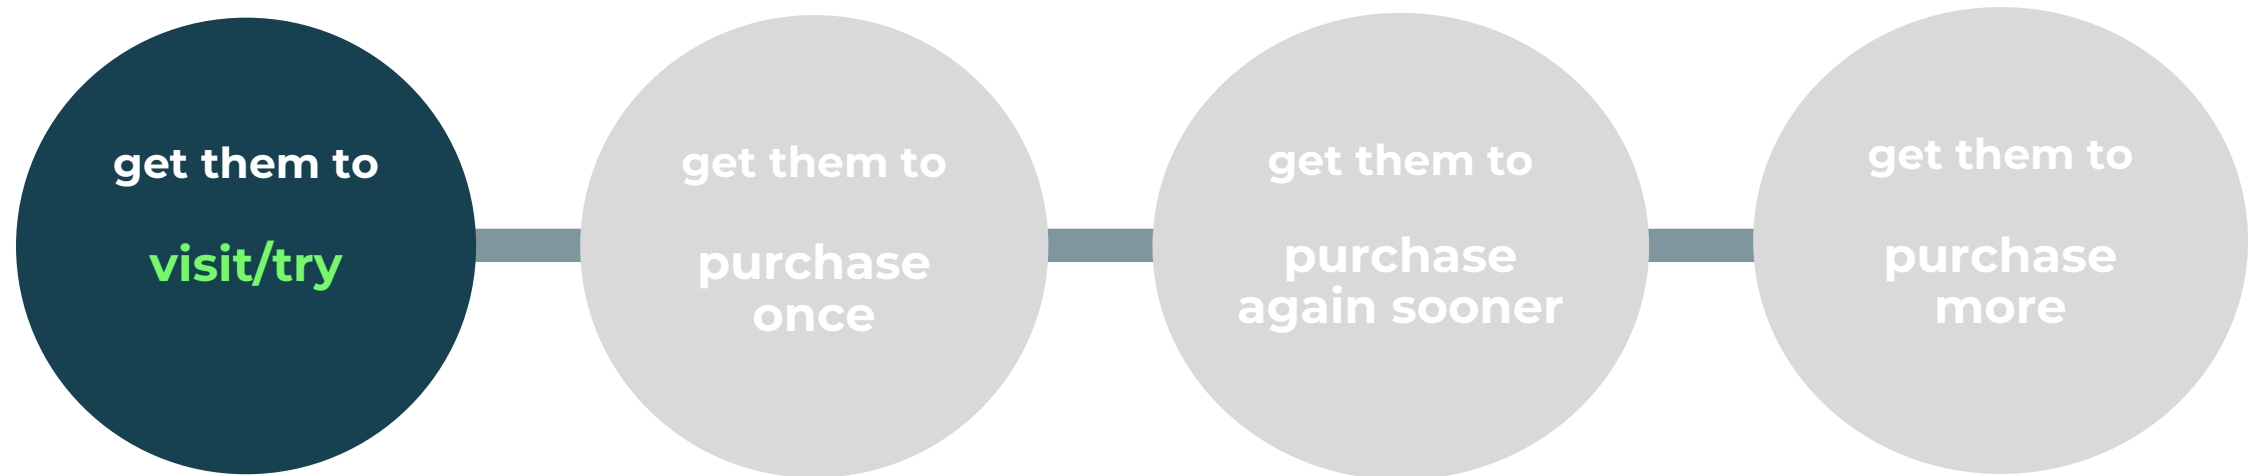 get them to
visit/try
get them to
purchase
once
get them to
purchase
again sooner
get them to
purchase
more